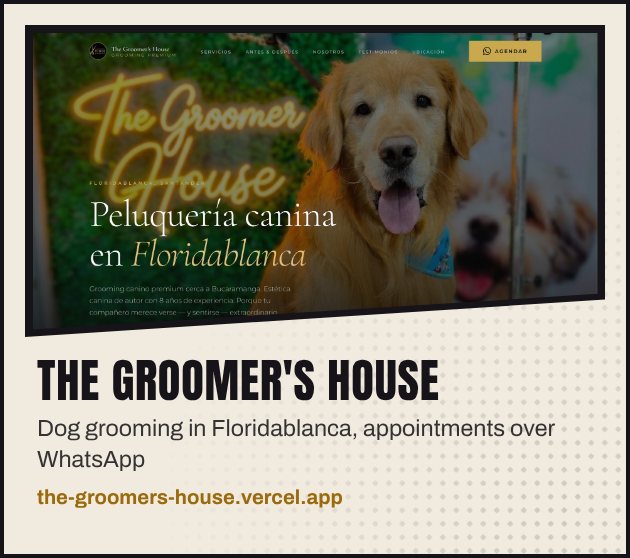 The Groomer's House
GROOMING PREMIUM
SERVICIOS
ANTES & DESPUÉS
NOSOTROS
TESTIMONIOS
UBICACIÓN
AGENDAR
The Groomer
House
FLORIDABLANCA, SANTANDER
Peluquería canina
en Floridablanca
Grooming canino premium cerca a Bucaramanga. Estética
canina de autor con 8 años de experiencia. Porque tu
compañero merece verse — y sentirse — extraordinario.
THE GROOMER'S HOUSE
Dog grooming in Floridablanca, appointments over
WhatsApp
the-groomers-house.vercel.app